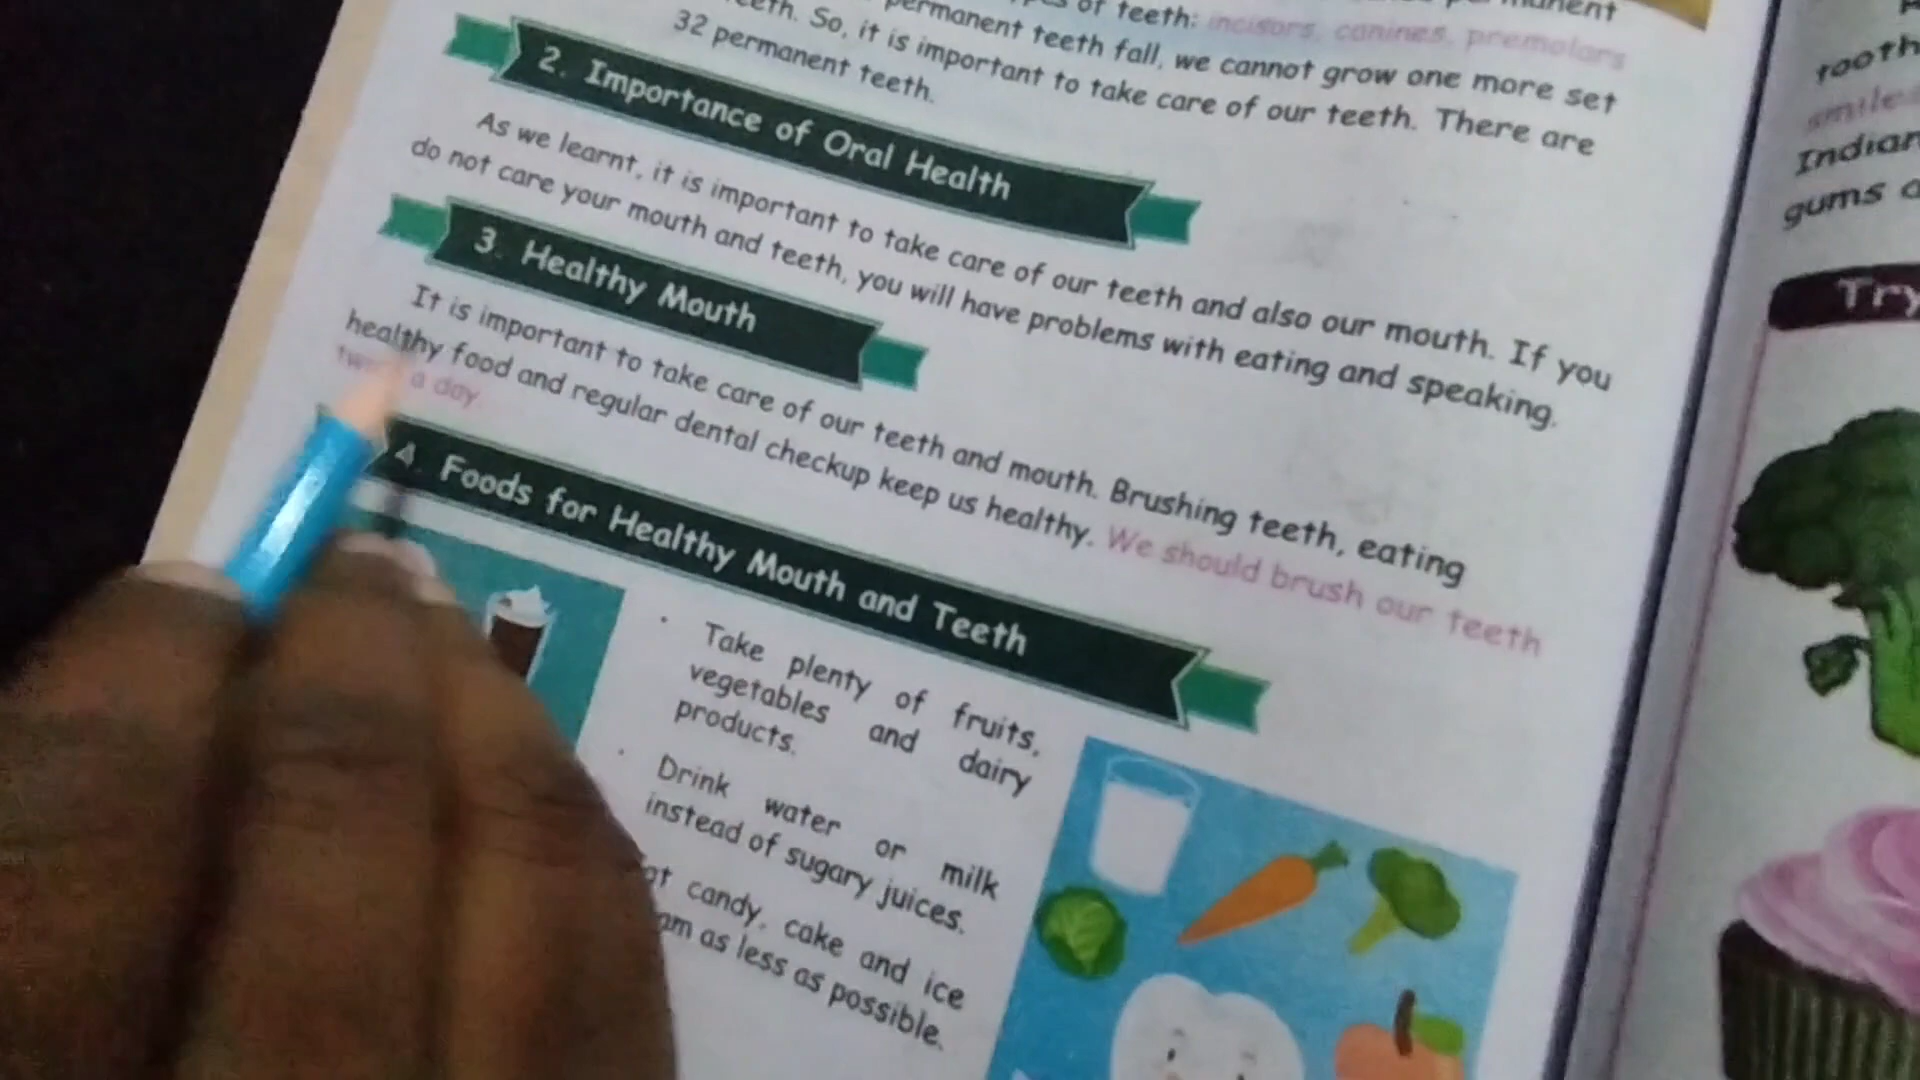 of teeth: incisors, canines, premolars
permanent teeth fall, we cannot grow one more set
So, it is important to take care of our teeth. There are
32 permanent teeth.
2. Importance of Oral Health
As we learnt, it is important to take care of our teeth and also our mouth. If you
do not care your mouth and teeth, you will have problems with eating and speaking.
3. Healthy Mouth
It is important to take care of our teeth and mouth. Brushing teeth, eating
healthy food and regular dental checkup keep us healthy. We should brush our teeth
a day.
4. Foods for Healthy Mouth and Teeth
· Take plenty of fruits,
vegetables and dairy
products.
· Drink water or milk
instead of sugary juices.
candy, cake and ice
as less as possible.
tooth
smiles
gums
Try